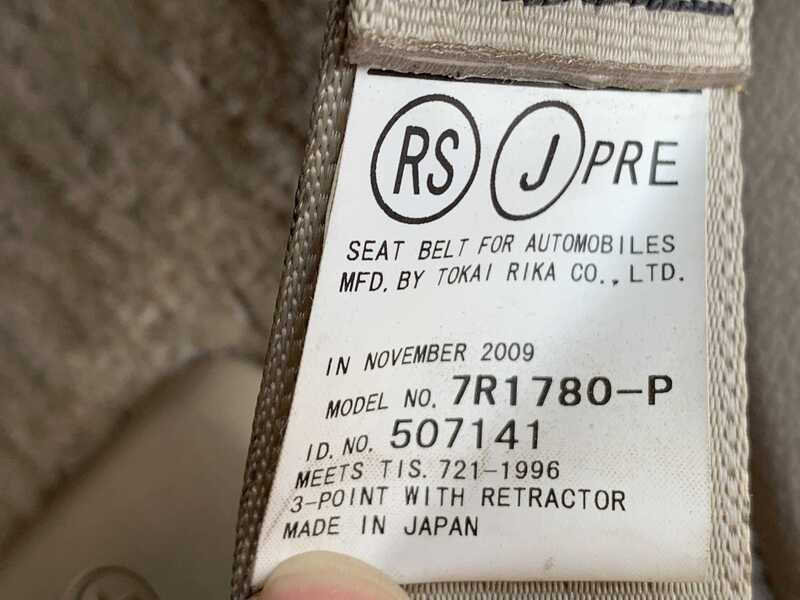 RS J PRE
SEAT BELT FOR AUTOMOBILES
MFD. BY TOKAI RIKA CO., LTD.
IN NOVEMBER 2009
MODEL NO. 7R1780-P
I D. NO. 507141
MEETS TIS. 721-1996
3-POINT WITH RETRACTOR
MADE IN JAPAN